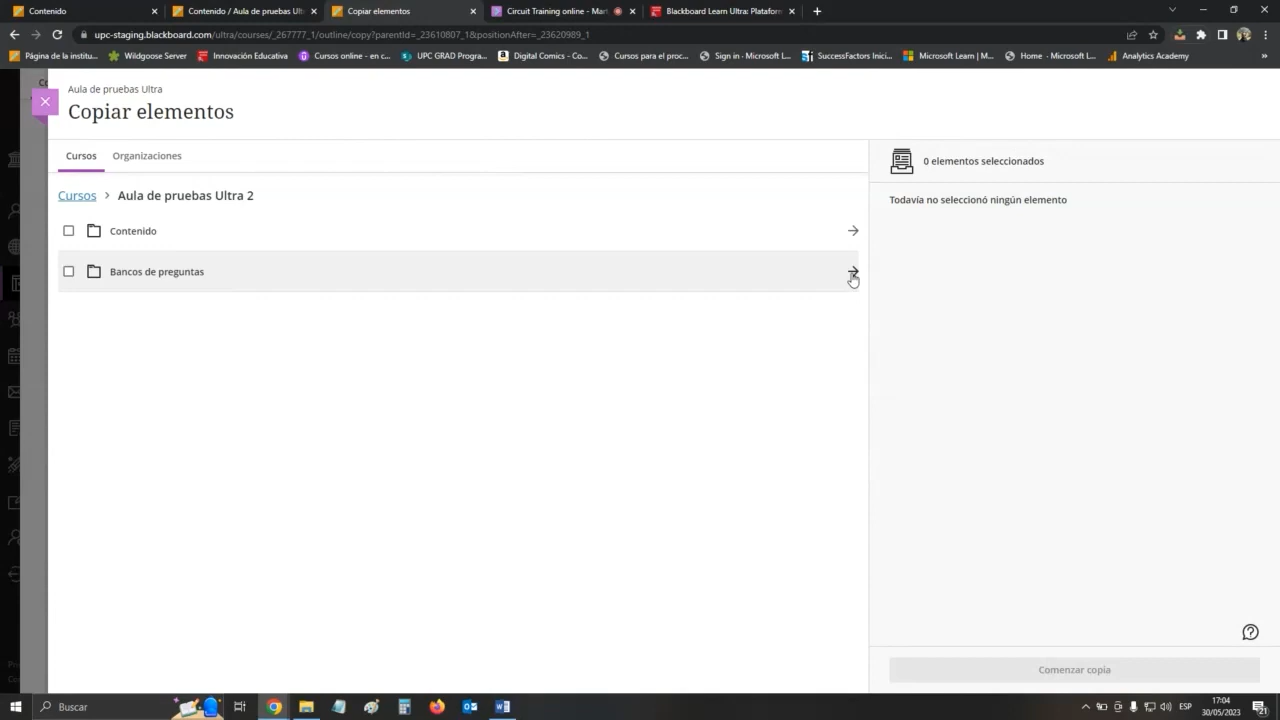 Contenido
Contenido / Aula de pruebas Ult
Copiar elementos
Circuit Training online - Mart
Blackboard Learn Ultra: Platafor
upc-staging.blackboard.com/ultra/courses/_267777_1/outline/copy?parentId=_23610807_1&positionAfter=_23620989_1
Página de la institu...
Wildgoose Server
Innovación Educativa
Cursos online - en c...
UPC GRAD Progra...
Digital Comics - Co...
Cursos para el proc...
Sign in · Microsoft L...
SuccessFactors Inici...
Microsoft Learn | M...
Home · Microsoft L...
Analytics Academy
Aula de pruebas Ultra
Copiar elementos
Cursos
Organizaciones
0 elementos seleccionados
Cursos > Aula de pruebas Ultra 2
Todavía no seleccionó ningún elemento
Contenido
Bancos de preguntas
Comenzar copia
Buscar
ESP
17:04
30/05/2023
21